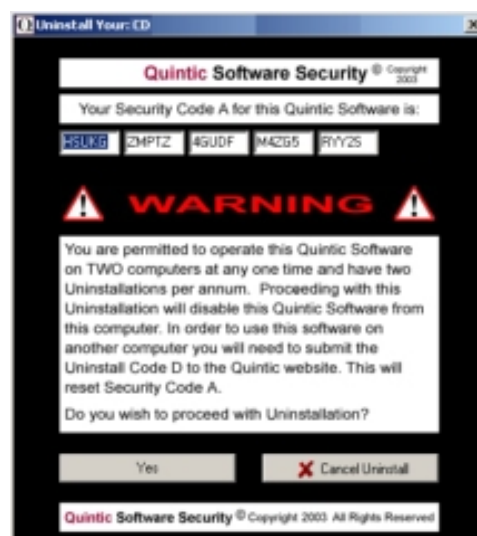 Uninstall Your: CD
Quintic Software Security © Copyright 2003
Your Security Code A for this Quintic Software is:
HSUKG ZMPTZ 4GUDF M4ZG5 RYY2S
WARNING
You are permitted to operate this Quintic Software
on TWO computers at any one time and have two
Uninstallations per annum. Proceeding with this
Uninstallation will disable this Quintic Software from
this computer. In order to use this software on
another computer you will need to submit the
Uninstall Code D to the Quintic website. This will
reset Security Code A.
Do you wish to proceed with Uninstallation?
Yes Cancel Uninstall
Quintic Software Security © Copyright 2003 All Rights Reserved